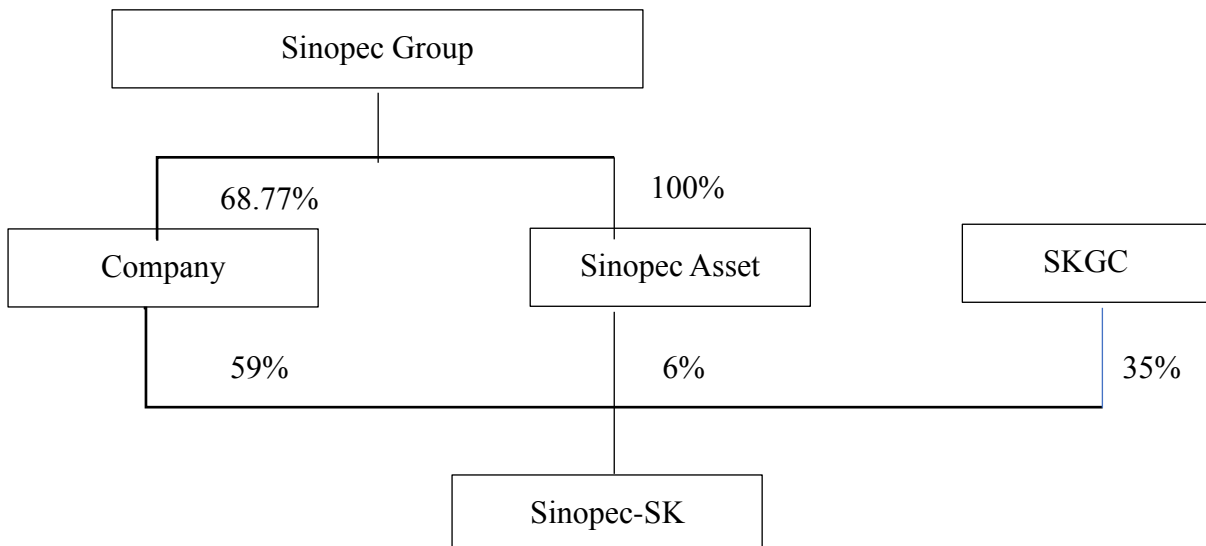 Sinopec Group
68.77%
100%
Company
Sinopec Asset
SKGC
59%
6%
35%
Sinopec-SK